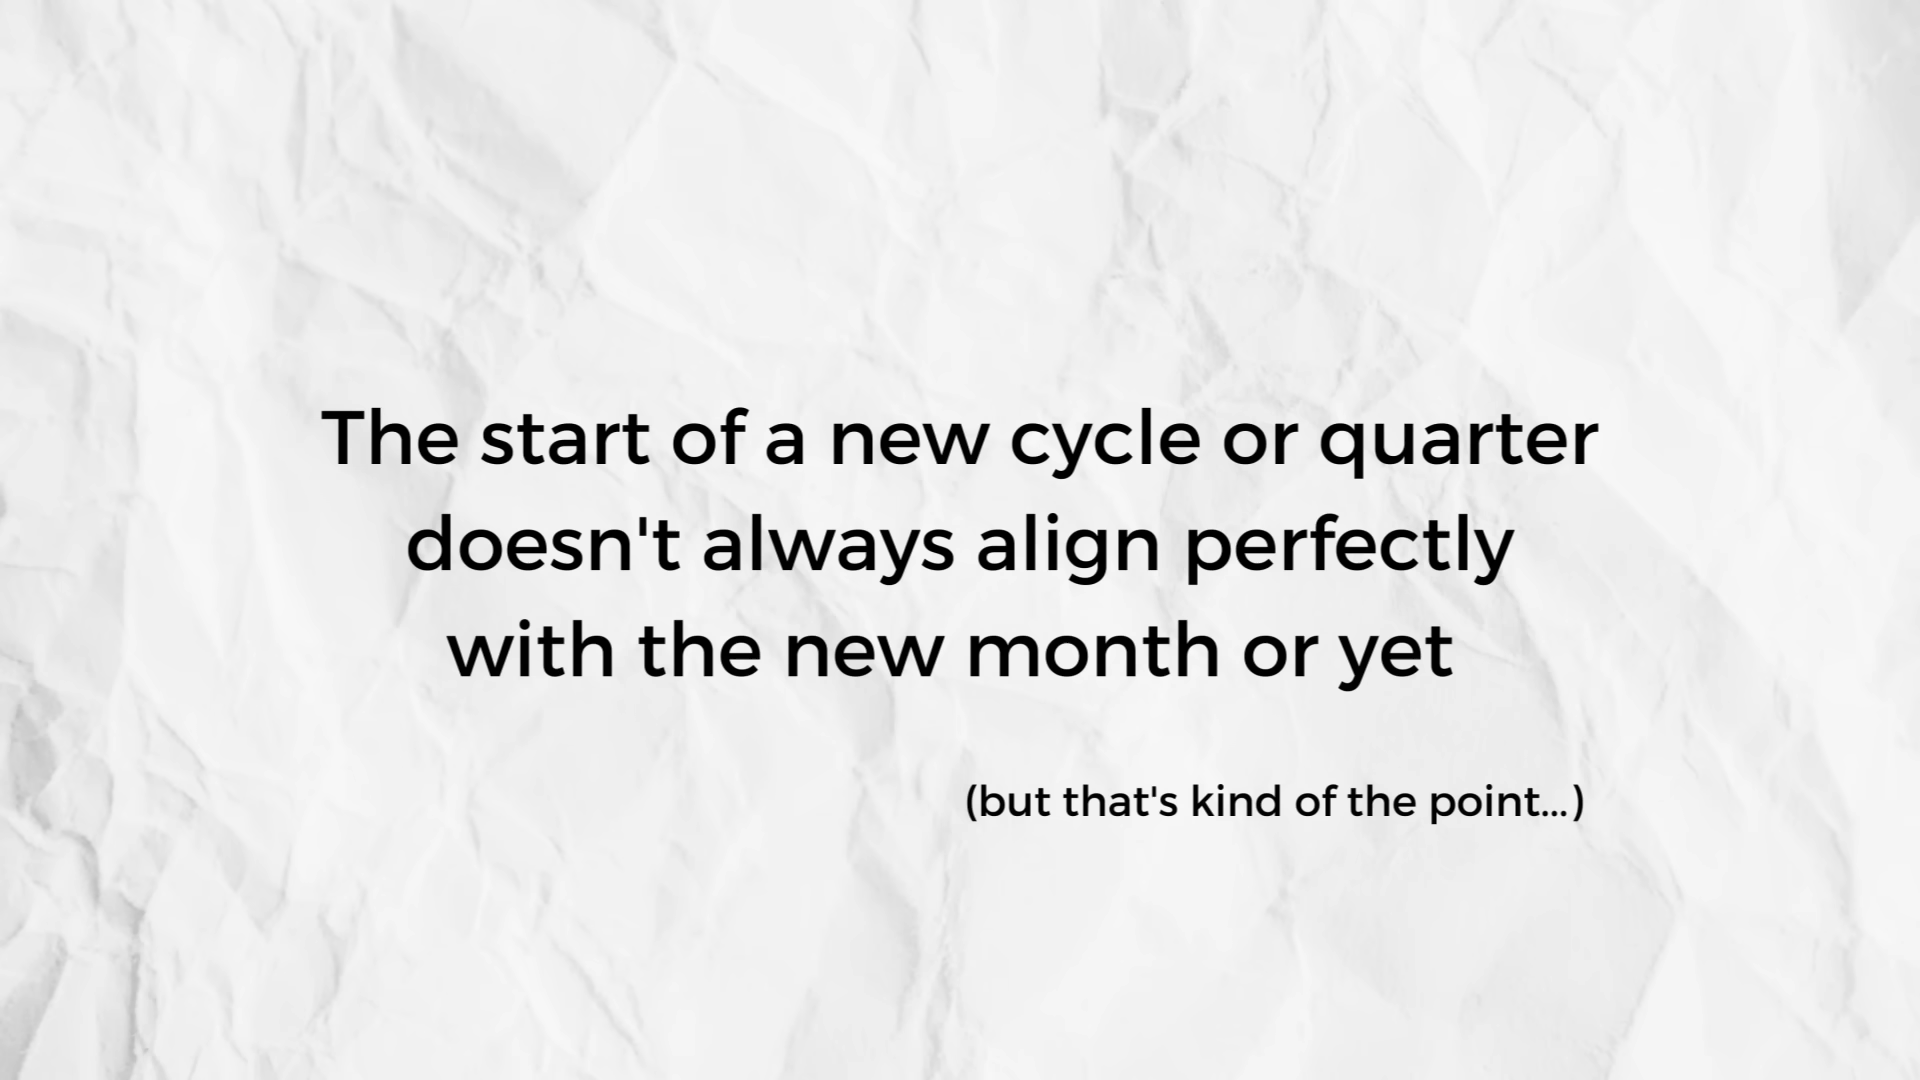 The start of a new cycle or quarter
doesn't always align perfectly
with the new month or yet
(but that's kind of the point...)